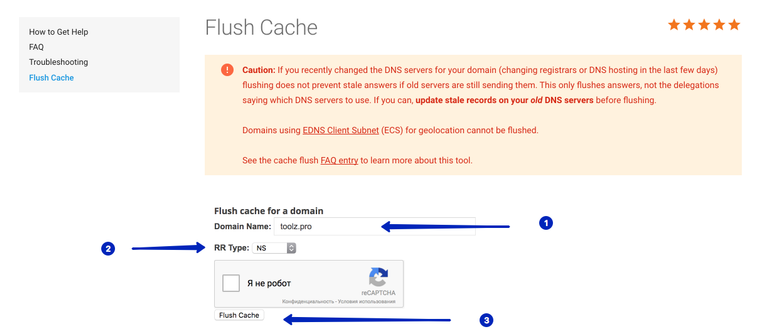 Flush Cache
How to Get Help
FAQ
Troubleshooting
Flush Cache
Caution: If you recently changed the DNS servers for your domain (changing registrars or DNS hosting in the last few days)
flushing does not prevent stale answers if old servers are still sending them. This only flushes answers, not the delegations
saying which DNS servers to use. If you can, update stale records on your old DNS servers before flushing.
Domains using EDNS Client Subnet (ECS) for geolocation cannot be flushed.
See the cache flush FAQ entry to learn more about this tool.
Flush cache for a domain
Domain Name: toolz.pro
1
2
RR Type: NS
Я не робот
reCAPTCHA
Конфиденциальность - Условия использования
Flush Cache
3